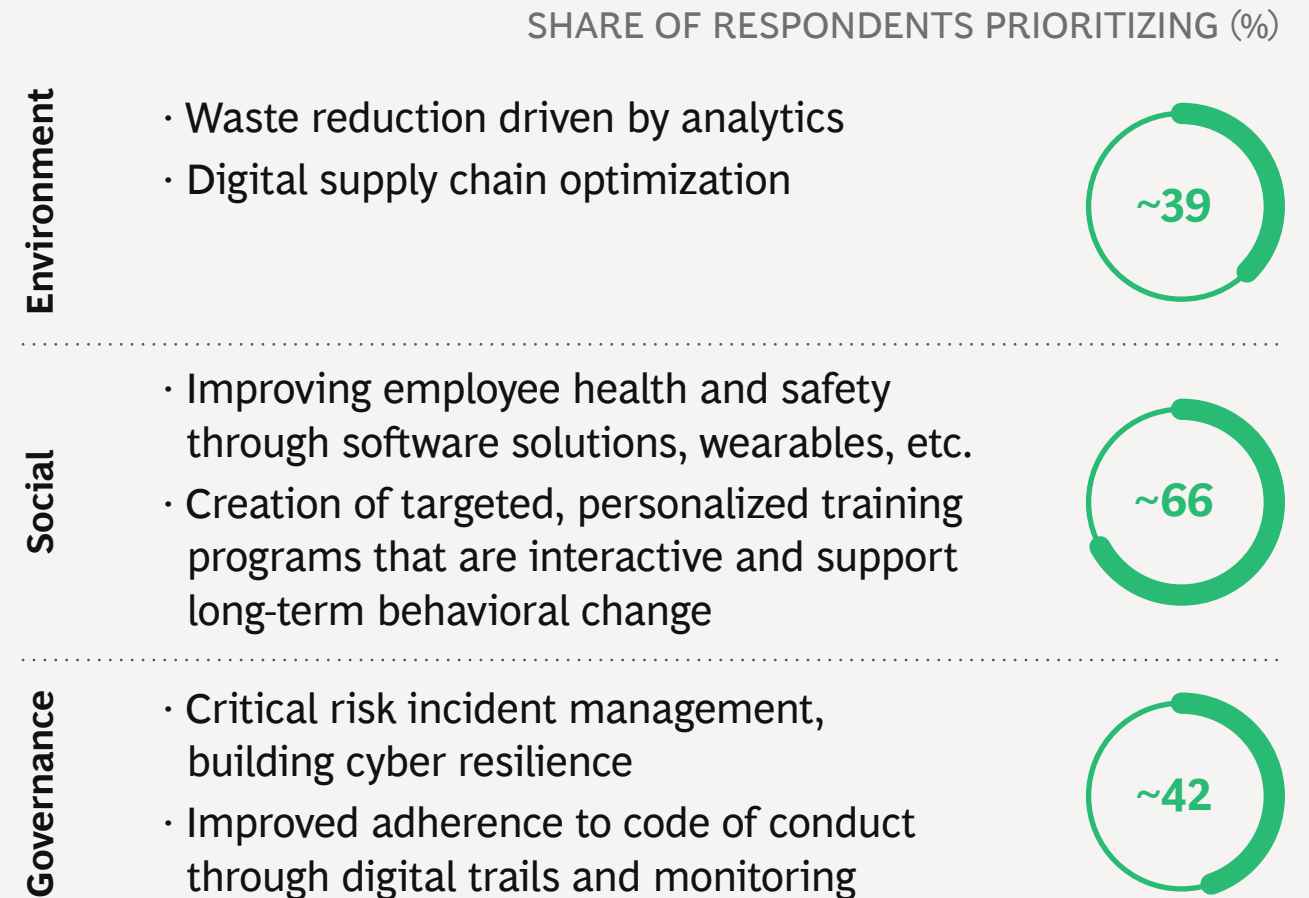 SHARE OF RESPONDENTS PRIORITIZING (%)
Environment
· Waste reduction driven by analytics
· Digital supply chain optimization
~39
Social
· Improving employee health and safety
through software solutions, wearables, etc.
· Creation of targeted, personalized training
programs that are interactive and support
long-term behavioral change
~66
Governance
· Critical risk incident management,
building cyber resilience
· Improved adherence to code of conduct
through digital trails and monitoring
~42